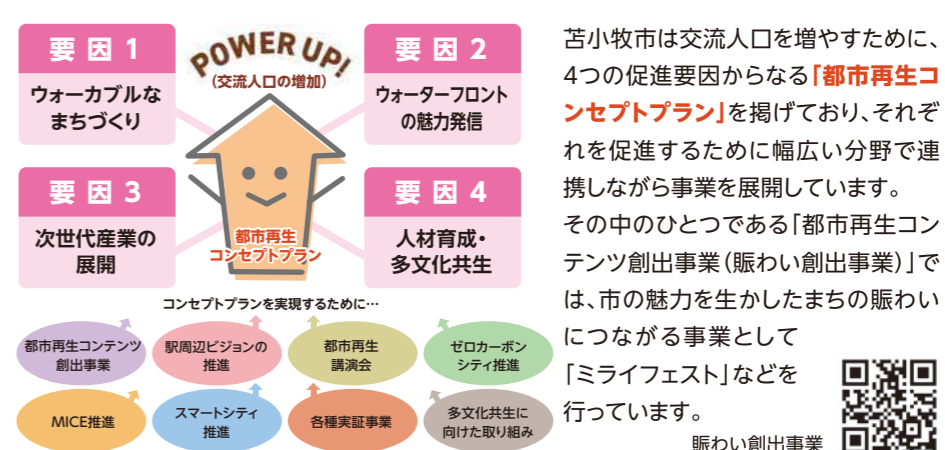 要因1
ウォーカブルな
まちづくり
POWER UP!
(交流人口の増加)
要因2
ウォーターフロント
の魅力発信
要因3
次世代産業の
展開
都市再生
コンセプトプラン
要因4
人材育成・
多文化共生
コンセプトプランを実現するために…
都市再生コンテンツ
創出事業
駅周辺ビジョンの
推進
都市再生
講演会
ゼロカーボン
シティ推進
MICE推進
スマートシティ
推進
各種実証事業
多文化共生に
向けた取り組み
苫小牧市は交流人口を増やすために、
4つの促進要因からなる「都市再生コ
ンセプトプラン」を掲げており、それぞ
れを促進するために幅広い分野で連
携しながら事業を展開しています。
その中のひとつである「都市再生コン
テンツ創出事業(賑わい創出事業)」で
は、市の魅力を生かしたまちの賑わい
につながる事業として
「ミライフェスト」などを
行っています。
賑わい創出事業